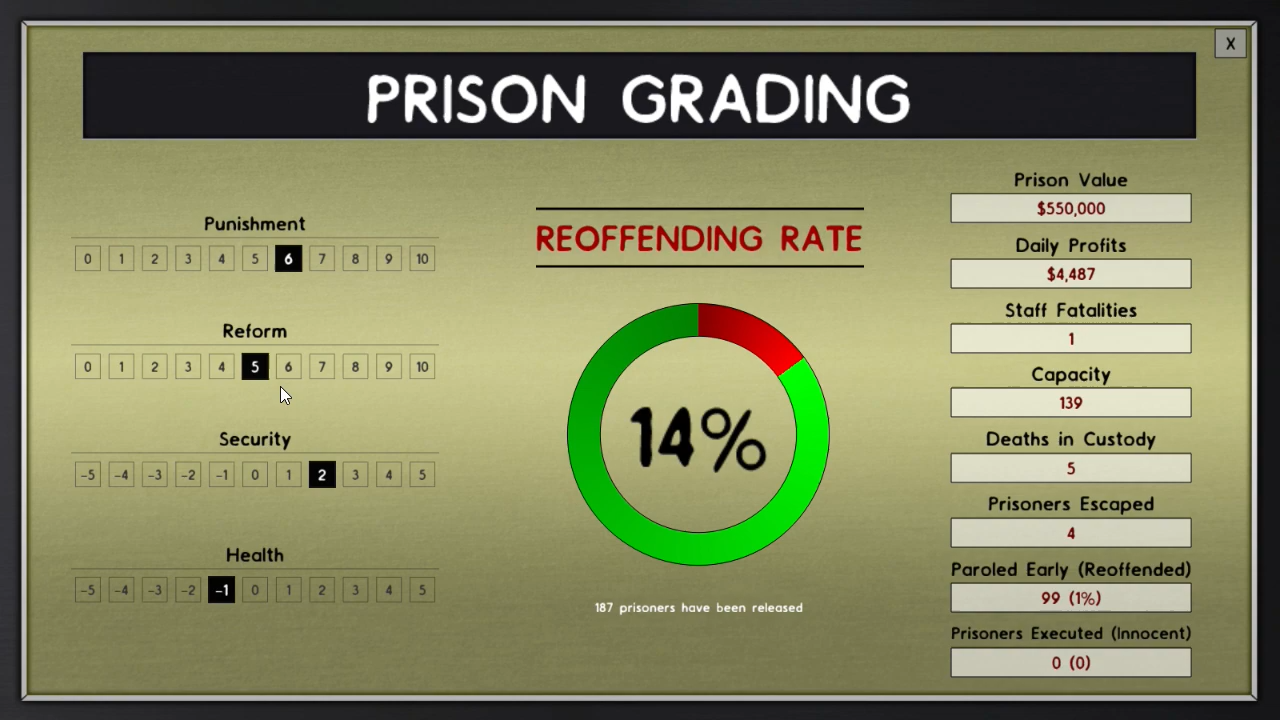 X
PRISON GRADING
Punishment
0 1 2 3 4 5 6 7 8 9 10
Reform
0 1 2 3 4 5 6 7 8 9 10
Security
-5 -4 -3 -2 -1 0 1 2 3 4 5
Health
-5 -4 -3 -2 -1 0 1 2 3 4 5
REOFFENDING RATE
14%
187 prisoners have been released
Prison Value
$550,000
Daily Profits
$4,487
Staff Fatalities
1
Capacity
139
Deaths in Custody
5
Prisoners Escaped
4
Paroled Early (Reoffended)
99 (1%)
Prisoners Executed (Innocent)
0 (0)